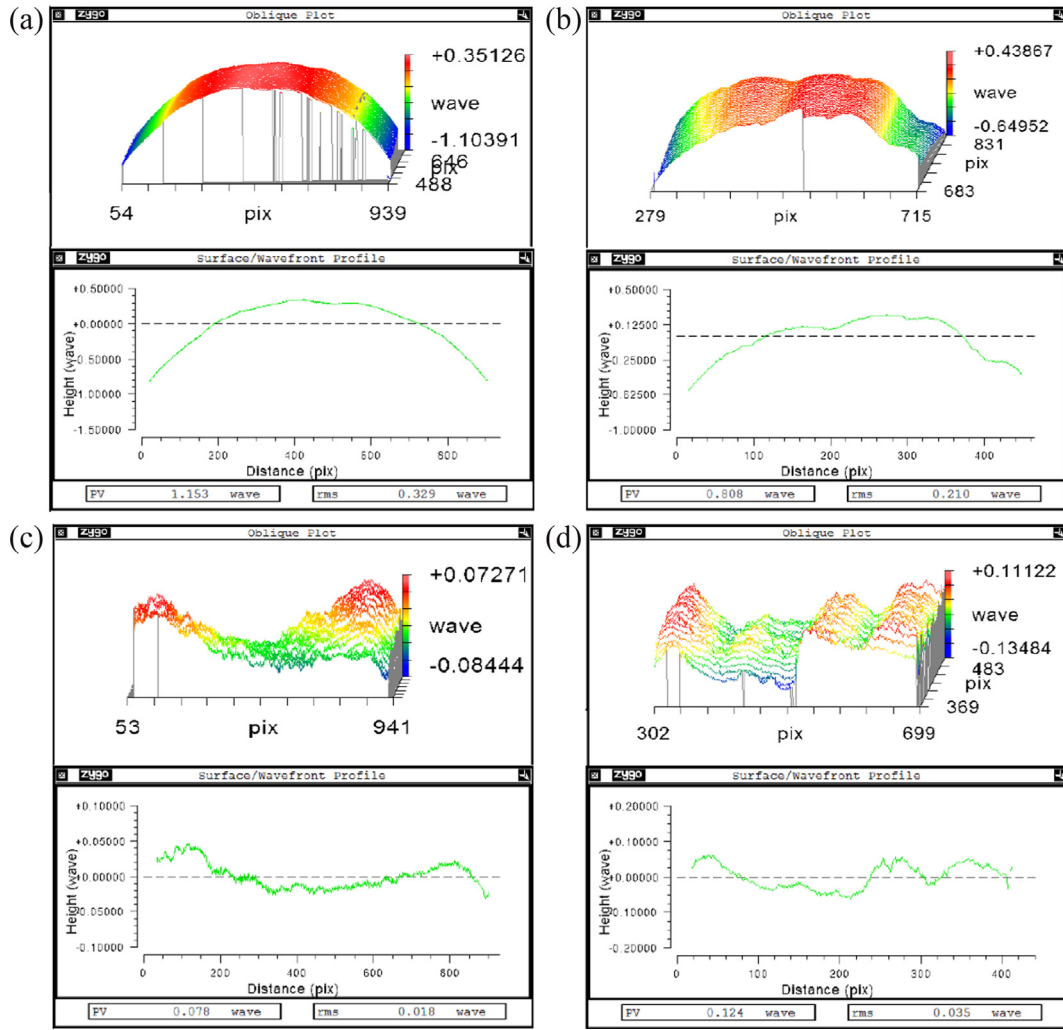 (a)
zygo
Oblique Plot
+0.35126
wave
-1.10391
646
pix
488
54
pix
939
zygo
Surface/Wavefront Profile
Height (wave)
+0.50000
+0.00000
-0.50000
-1.00000
-1.50000
0
200
400
600
800
Distance (pix)
PV 1.153 wave
rms 0.329 wave
(b)
zygo
Oblique Plot
+0.43867
wave
-0.64952
831
pix
683
279
pix
715
zygo
Surface/Wavefront Profile
Height (wave)
+0.50000
+0.12500
-0.25000
-0.62500
-1.00000
0
100
200
300
400
Distance (pix)
PV 0.808 wave
rms 0.210 wave
(c)
zygo
Oblique Plot
+0.07271
wave
-0.08444
53
pix
941
zygo
Surface/Wavefront Profile
Height (wave)
+0.10000
+0.05000
+0.00000
-0.05000
-0.10000
0
200
400
600
800
Distance (pix)
PV 0.078 wave
rms 0.018 wave
(d)
zygo
Oblique Plot
+0.11122
wave
-0.13484
483
pix
369
302
pix
699
zygo
Surface/Wavefront Profile
Height (wave)
+0.20000
+0.10000
+0.00000
-0.10000
-0.20000
0
100
200
300
400
Distance (pix)
PV 0.124 wave
rms 0.035 wave